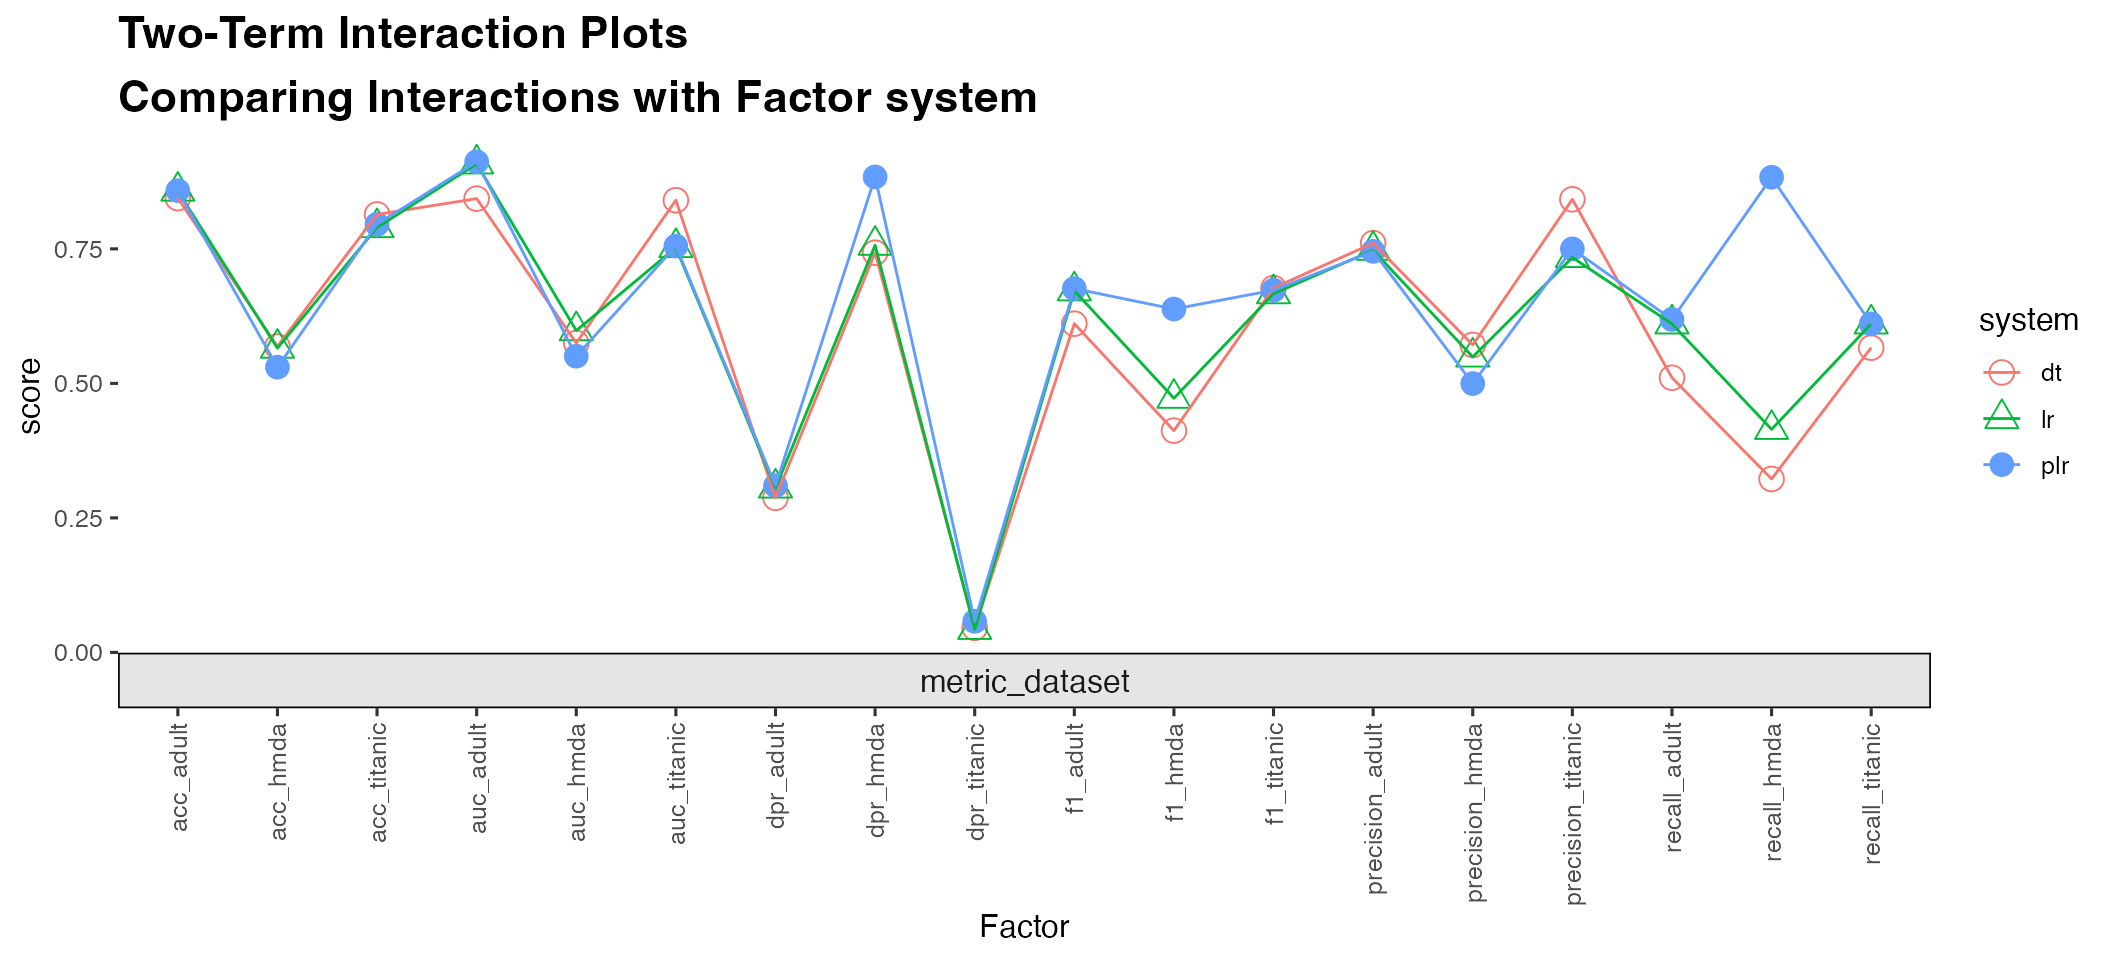 Two-Term Interaction Plots
Comparing Interactions with Factor system
score
0.75
0.50
0.25
0.00
metric_dataset
acc_adult
acc_hmda
acc_titanic
auc_adult
auc_hmda
auc_titanic
dpr_adult
dpr_hmda
dpr_titanic
f1_adult
f1_hmda
f1_titanic
precision_adult
precision_hmda
precision_titanic
recall_adult
recall_hmda
recall_titanic
Factor
system
dt
lr
plr